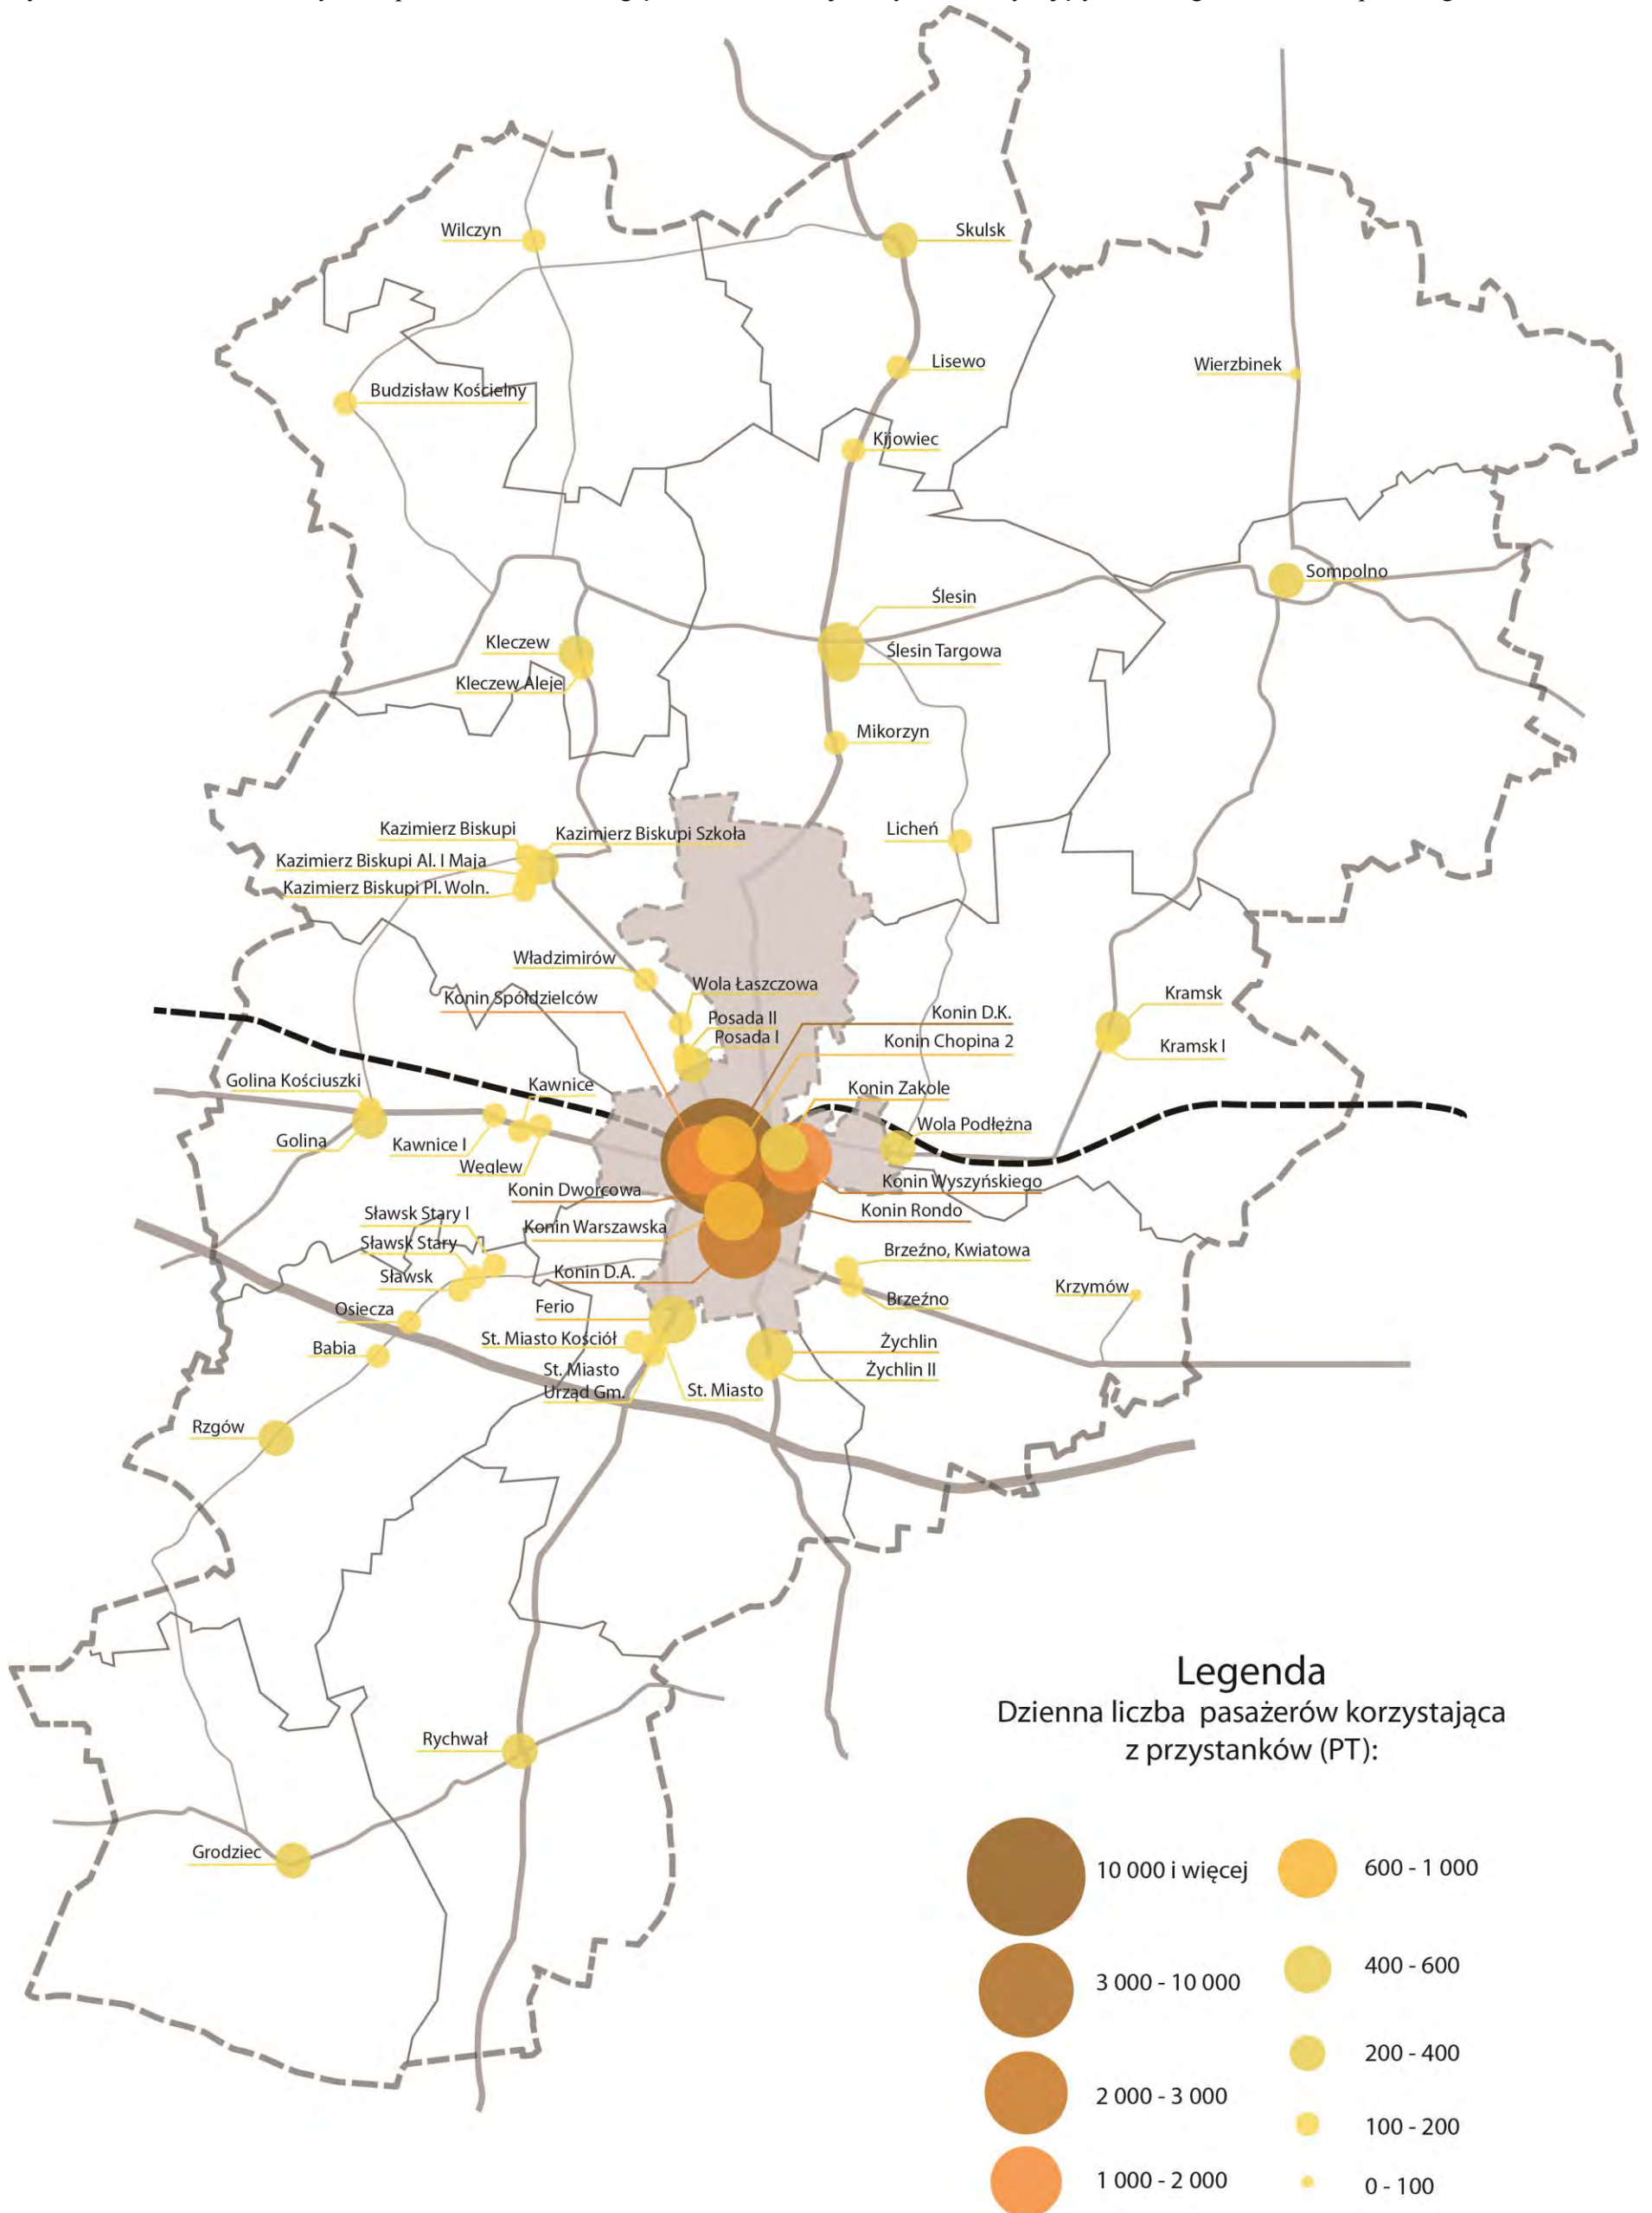 Wilczyn
Skulsk
Lisewo
Wierzbinek
Budzisław Kościelny
Kijowiec
Sompolno
Ślesin
Kleczew
Ślesin Targowa
Kleczew Aleje
Mikorzyn
Kazimierz Biskupi
Kazimierz Biskupi Szkoła
Licheń
Kazimierz Biskupi Al. I Maja
Kazimierz Biskupi Pl. Woln.
Władzimirów
Wola Łaszczowa
Konin Spółdzielców
Kramsk
Posada II
Konin D.K.
Posada I
Konin Chopina 2
Kramsk I
Golina Kościuszki
Kawnice
Konin Zakole
Golina
Kawnice I
Wola Podłężna
Węglew
Konin Dworcowa
Konin Wyszyńskiego
Sławsk Stary I
Konin Warszawska
Konin Rondo
Sławsk Stary
Sławsk
Konin D.A.
Brzeźno, Kwiatowa
Krzymów
Osiecza
Ferio
Brzeźno
Babia
St. Miasto Kościół
Żychlin
St. Miasto
Urząd Gm.
St. Miasto
Żychlin II
Rzgów
Rychwał
Grodziec
Legenda
Dzienna liczba pasażerów korzystająca
z przystanków (PT):
10 000 i więcej
600 - 1 000
3 000 - 10 000
400 - 600
2 000 - 3 000
200 - 400
1 000 - 2 000
100 - 200
0 - 100